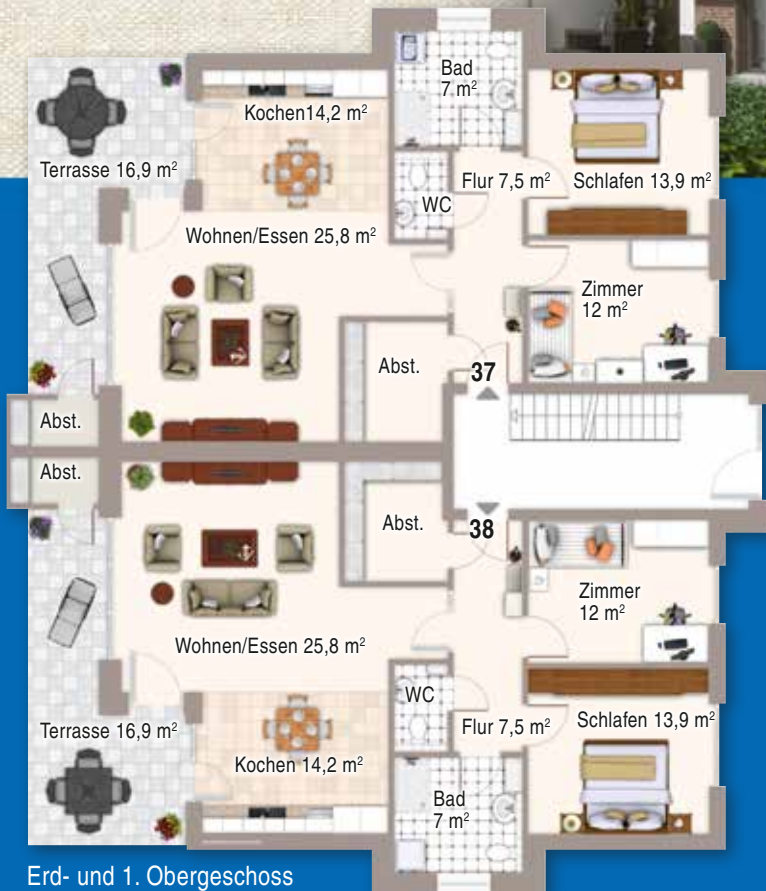 Bad
7 m²
Kochen14,2 m²
Terrasse 16,9 m²
Flur 7,5 m²
Schlafen 13,9 m²
WC
Wohnen/Essen 25,8 m²
Zimmer
12 m²
Abst.
37
Abst.
Abst.
Abst.
38
Zimmer
12 m²
Wohnen/Essen 25,8 m²
WC
Terrasse 16,9 m²
Flur 7,5 m²
Schlafen 13,9 m²
Kochen 14,2 m²
Bad
7 m²
Erd- und 1. Obergeschoss